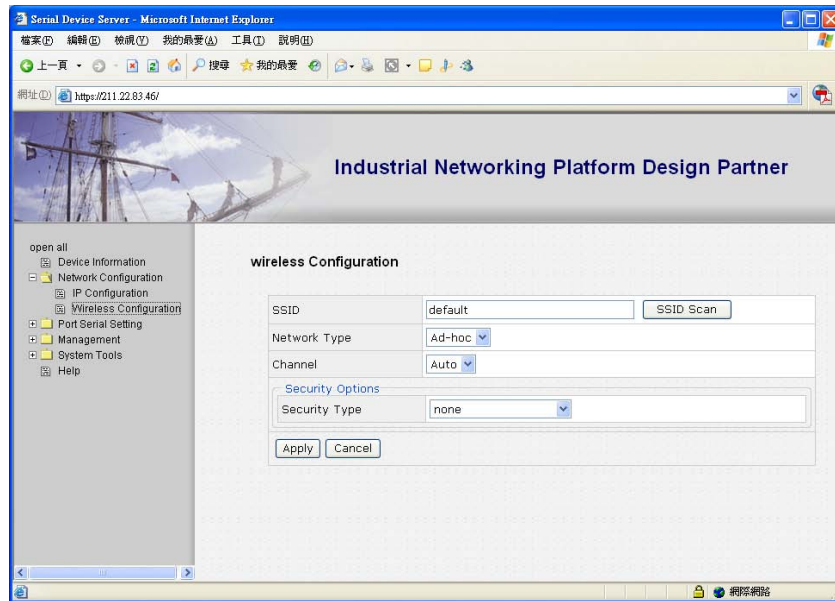 Serial Device Server - Microsoft Internet Explorer
檔案(F) 編輯(E) 檢視(V) 我的最愛(A) 工具(T) 說明(H)
上一頁 搜尋 我的最愛
網址(D) https://211.22.83.46/
Industrial Networking Platform Design Partner
open all
Device Information
Network Configuration
IP Configuration
Wireless Configuration
Port Serial Setting
Management
System Tools
Help
wireless Configuration
SSID default SSID Scan
Network Type Ad-hoc
Channel Auto
Security Options
Security Type none
Apply Cancel
網際網路